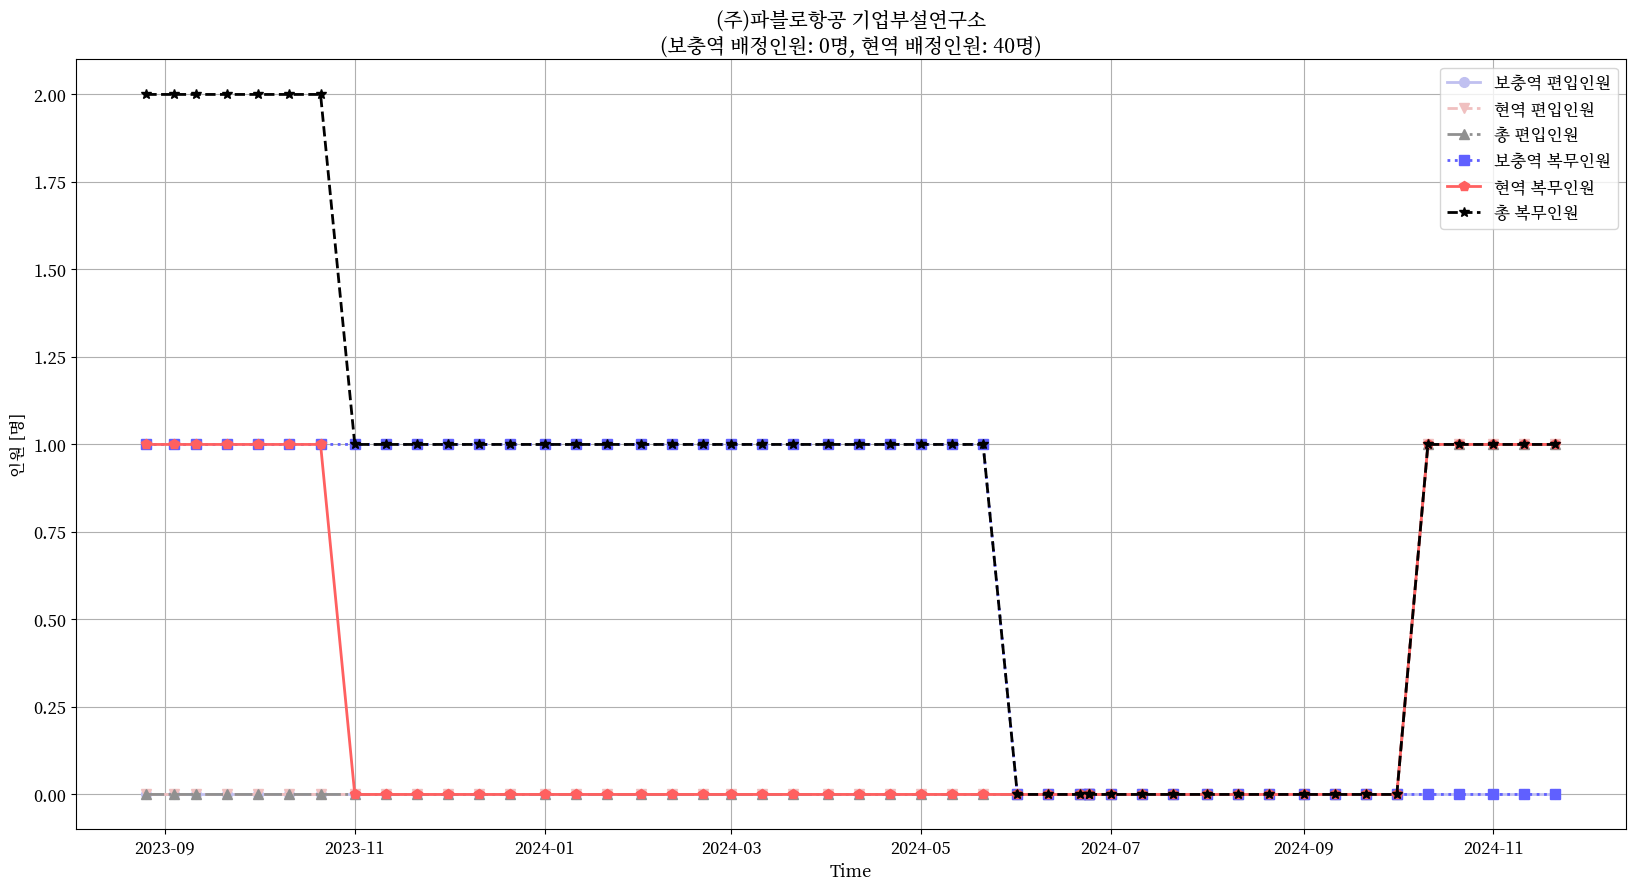 (주)파블로항공 기업부설연구소
(보충역 배정인원: 0명, 현역 배정인원: 40명)
보충역 편입인원
현역 편입인원
총 편입인원
보충역 복무인원
현역 복무인원
총 복무인원
인원 [명]
2.00
1.75
1.50
1.25
1.00
0.75
0.50
0.25
0.00
2023-09 2023-11 2024-01 2024-03 2024-05 2024-07 2024-09 2024-11
Time